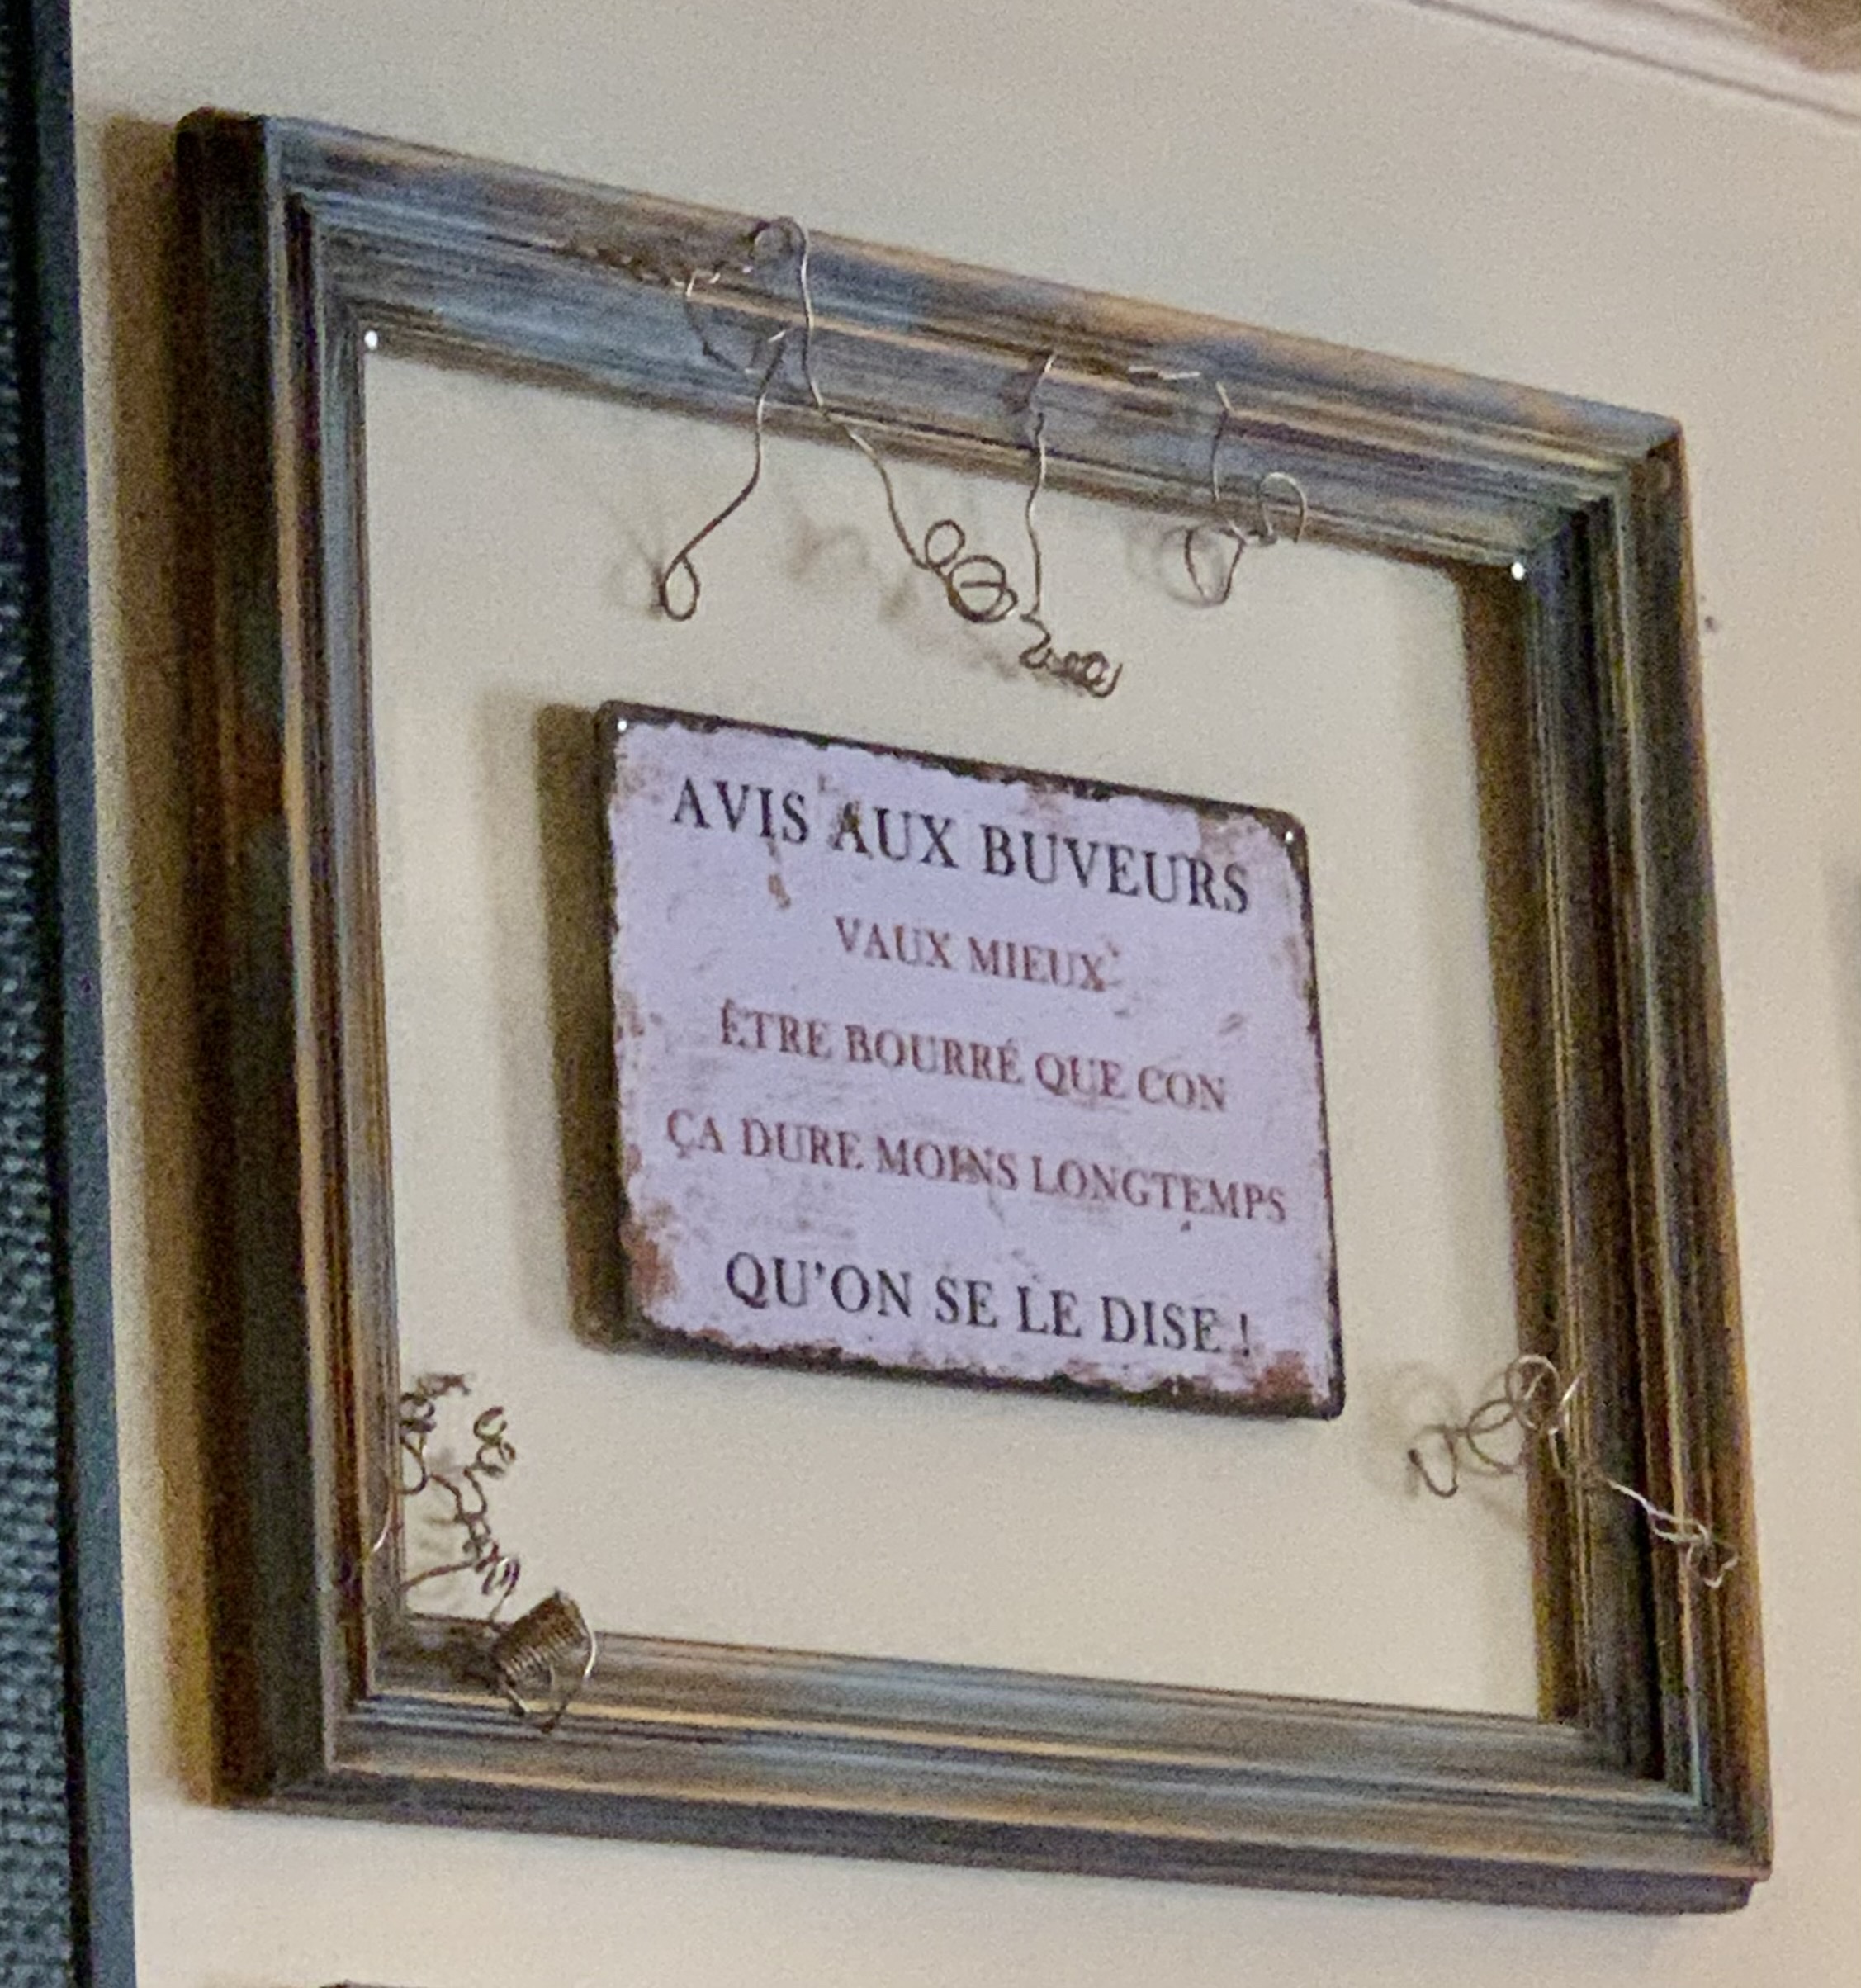 AVIS AUX BUVEURS
VAUX MIEUX
ÊTRE BOURRÉ QUE CON
ÇA DURE MOINS LONGTEMPS
QU'ON SE LE DISE !